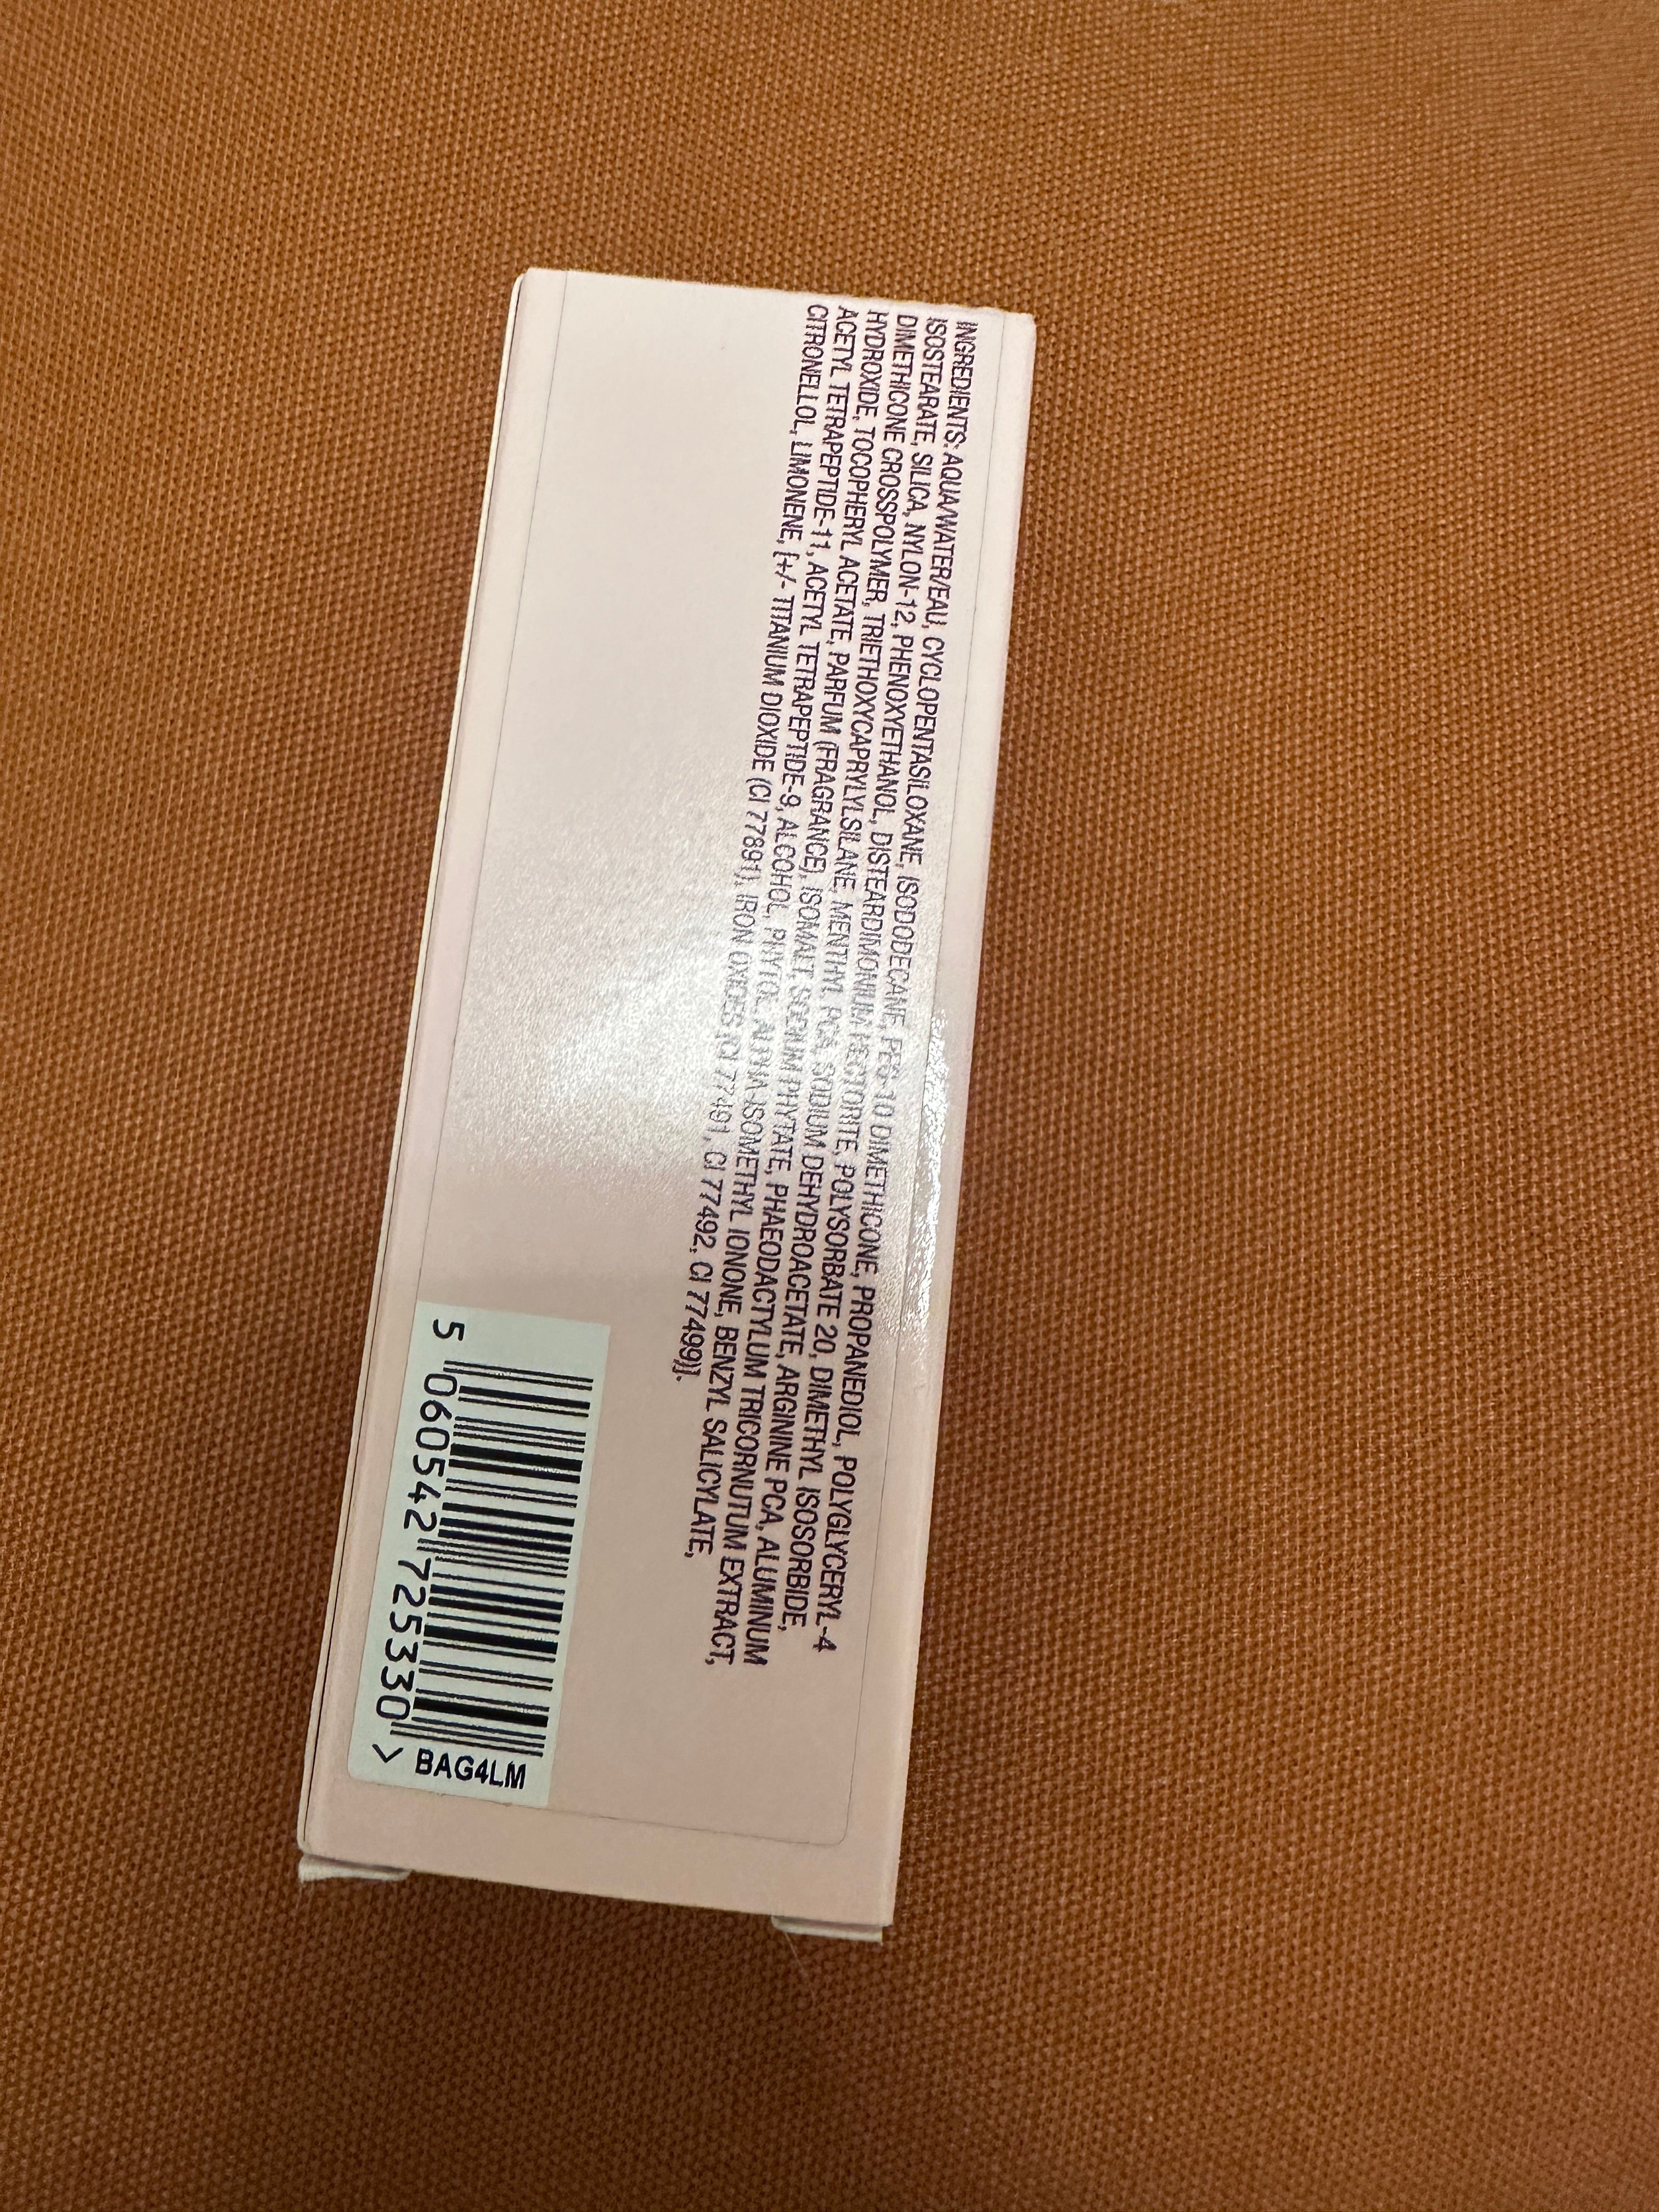 INGREDIENTS: AQUA/WATER/EAU, CYCLOPENTASILOXANE, ISODODECANE, PEG-10 DIMETHICONE, PROPANEDIOL, POLYGLYCERYL-4
ISOSTEARATE, SILICA, NYLON-12, PHENOXYETHANOL, DISTEARDIMONIUM HECTORITE, POLYSORBATE 20, DIMETHYL ISOSORBIDE,
DIMETHICONE CROSSPOLYMER, TRIETHOXYCAPRYLYLSILANE, MENTHYL PCA, SODIUM DEHYDROACETATE, ARGININE PCA, ALUMINUM
HYDROXIDE, TOCOPHERYL ACETATE, PARFUM (FRAGRANCE), ISOMALT, SODIUM PHYTATE, PHAEODACTYLUM TRICORNUTUM EXTRACT,
ACETYL TETRAPEPTIDE-11, ACETYL TETRAPEPTIDE-9, ALCOHOL, PHYTOL, ALPHA-ISOMETHYL IONONE, BENZYL SALICYLATE,
CITRONELLOL, LIMONENE, [+/- TITANIUM DIOXIDE (CI 77891), IRON OXIDES (CI 77491, CI 77492, CI 77499)].
5 060542 725330 >
BAG4LM